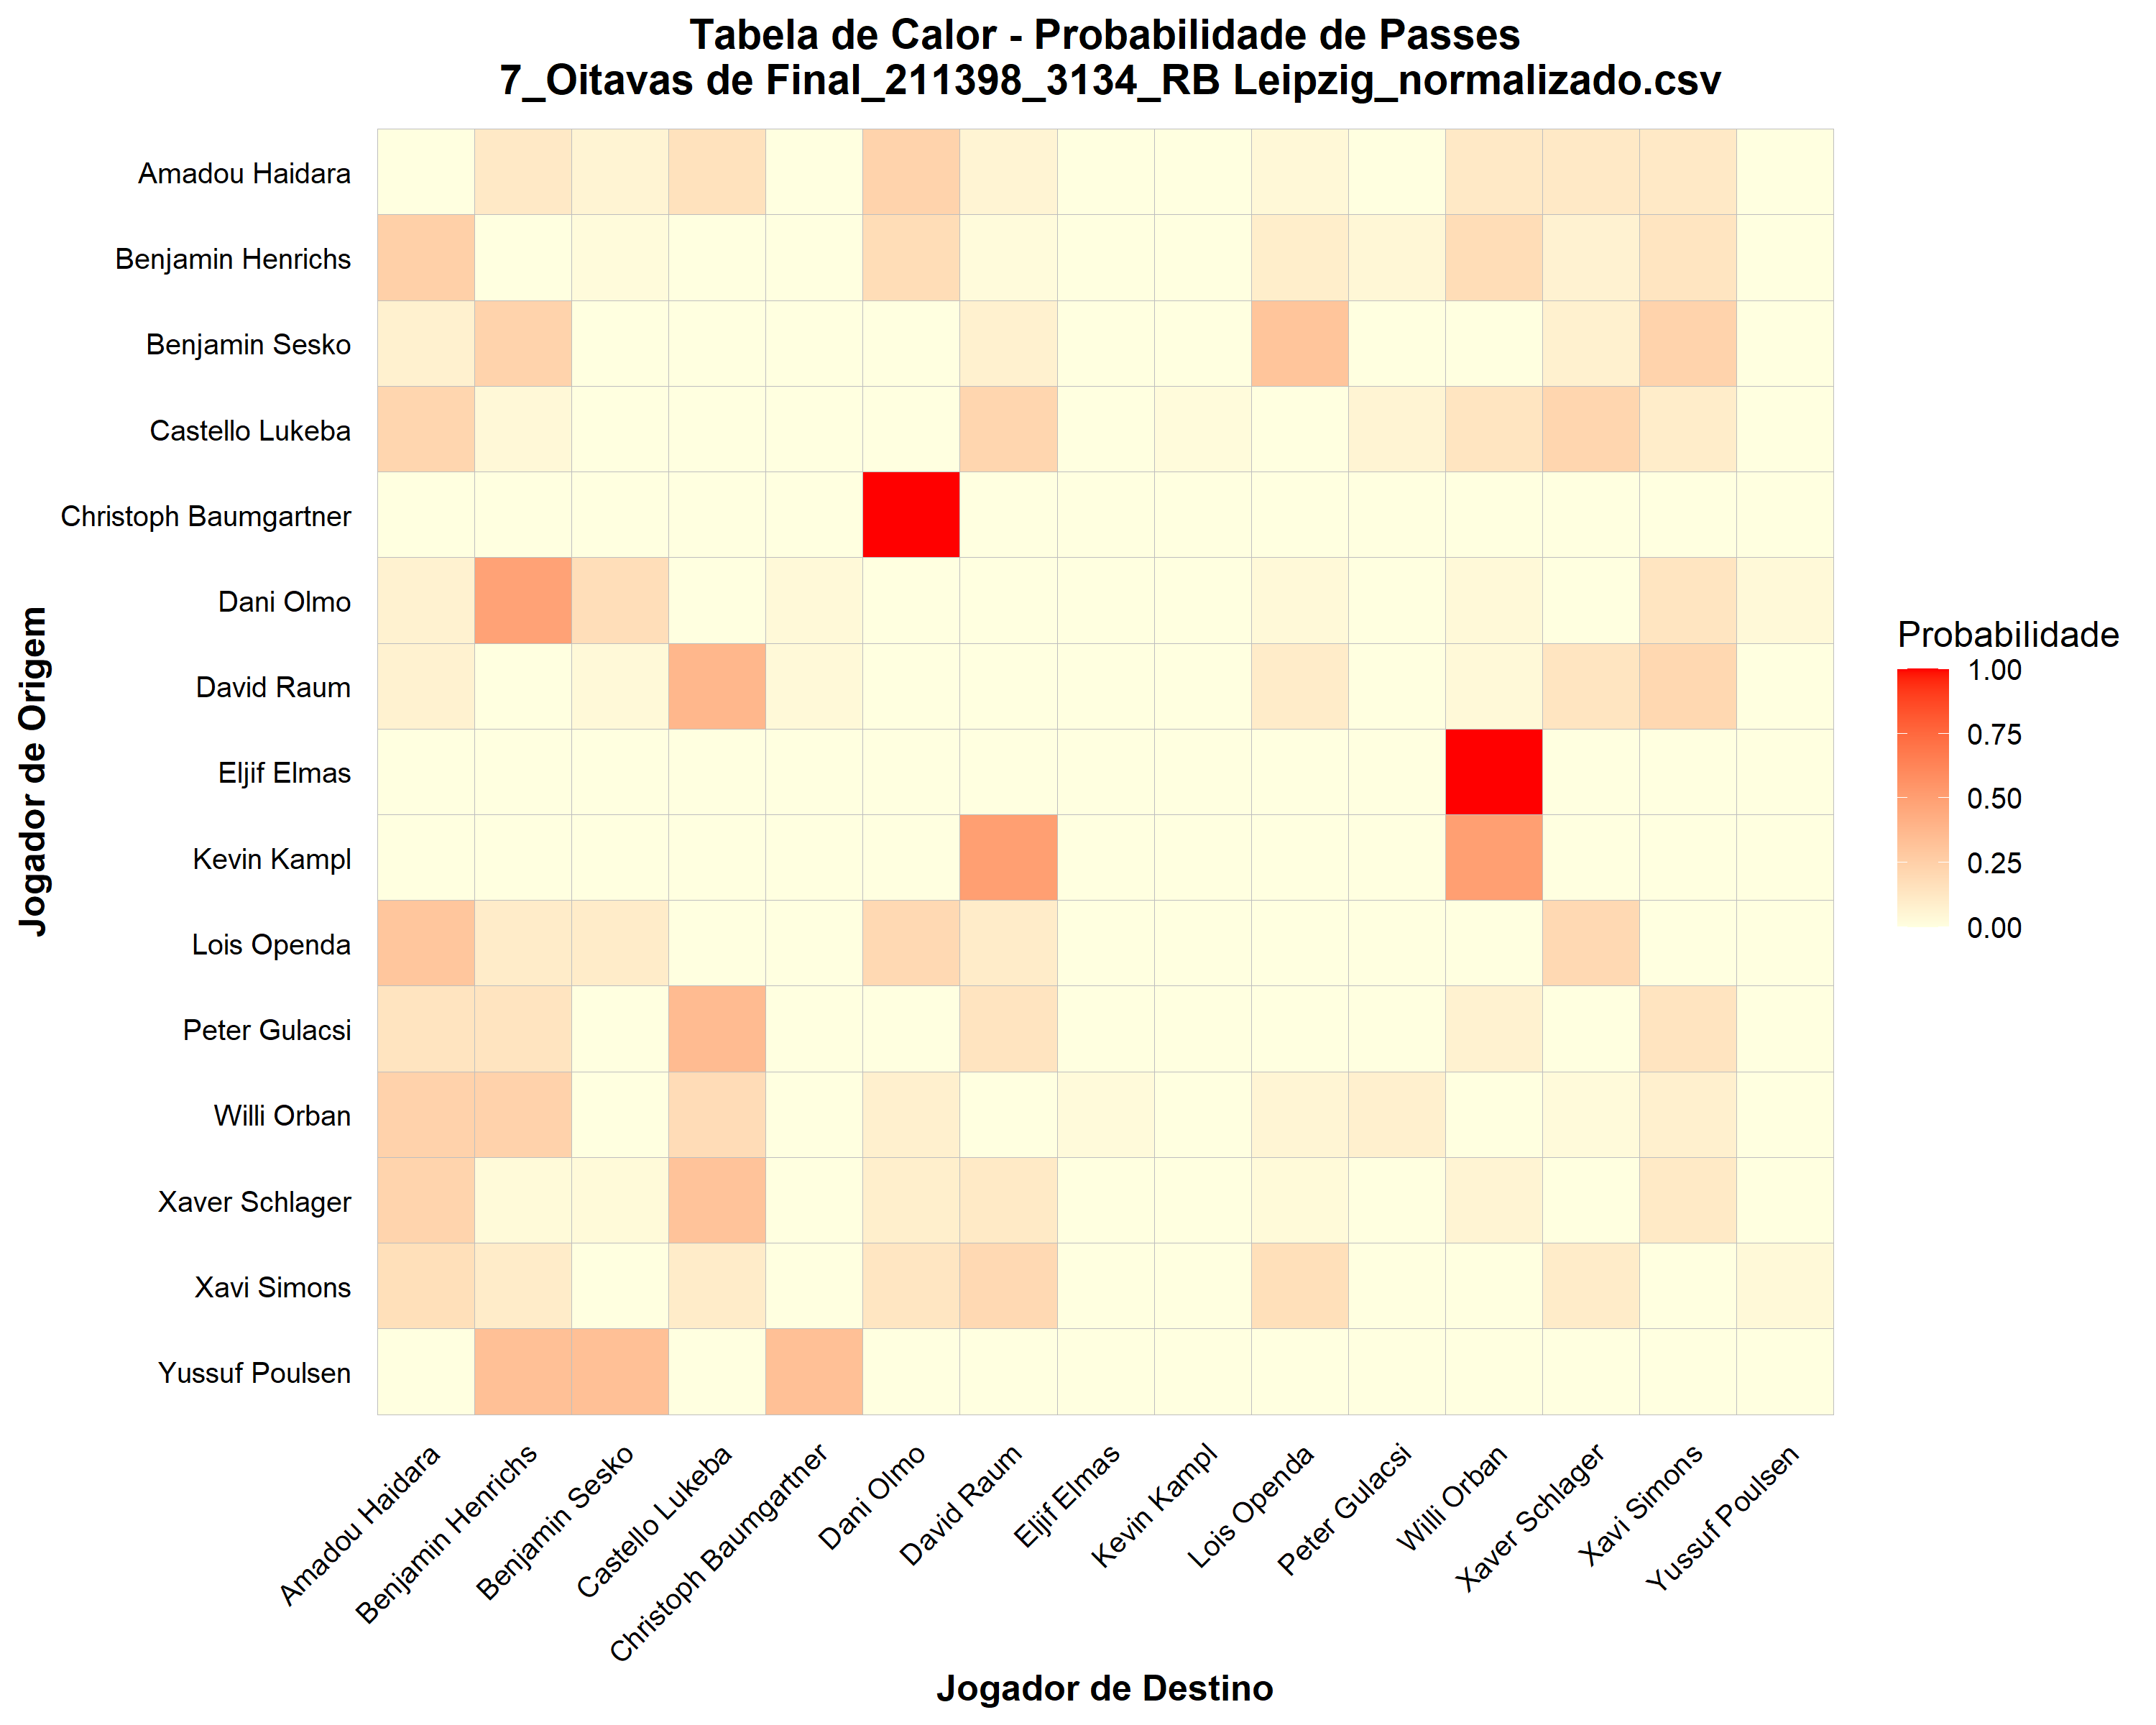 Tabela de Calor - Probabilidade de Passes
7_Oitavas de Final_211398_3134_RB Leipzig_normalizado.csv
Jogador de Origem
Amadou Haidara
Benjamin Henrichs
Benjamin Sesko
Castello Lukeba
Christoph Baumgartner
Dani Olmo
David Raum
Eljif Elmas
Kevin Kampl
Lois Openda
Peter Gulacsi
Willi Orban
Xaver Schlager
Xavi Simons
Yussuf Poulsen
Amadou Haidara
Benjamin Henrichs
Benjamin Sesko
Castello Lukeba
Christoph Baumgartner
Dani Olmo
David Raum
Eljif Elmas
Kevin Kampl
Lois Openda
Peter Gulacsi
Willi Orban
Xaver Schlager
Xavi Simons
Yussuf Poulsen
Jogador de Destino
Probabilidade
1.00
0.75
0.50
0.25
0.00